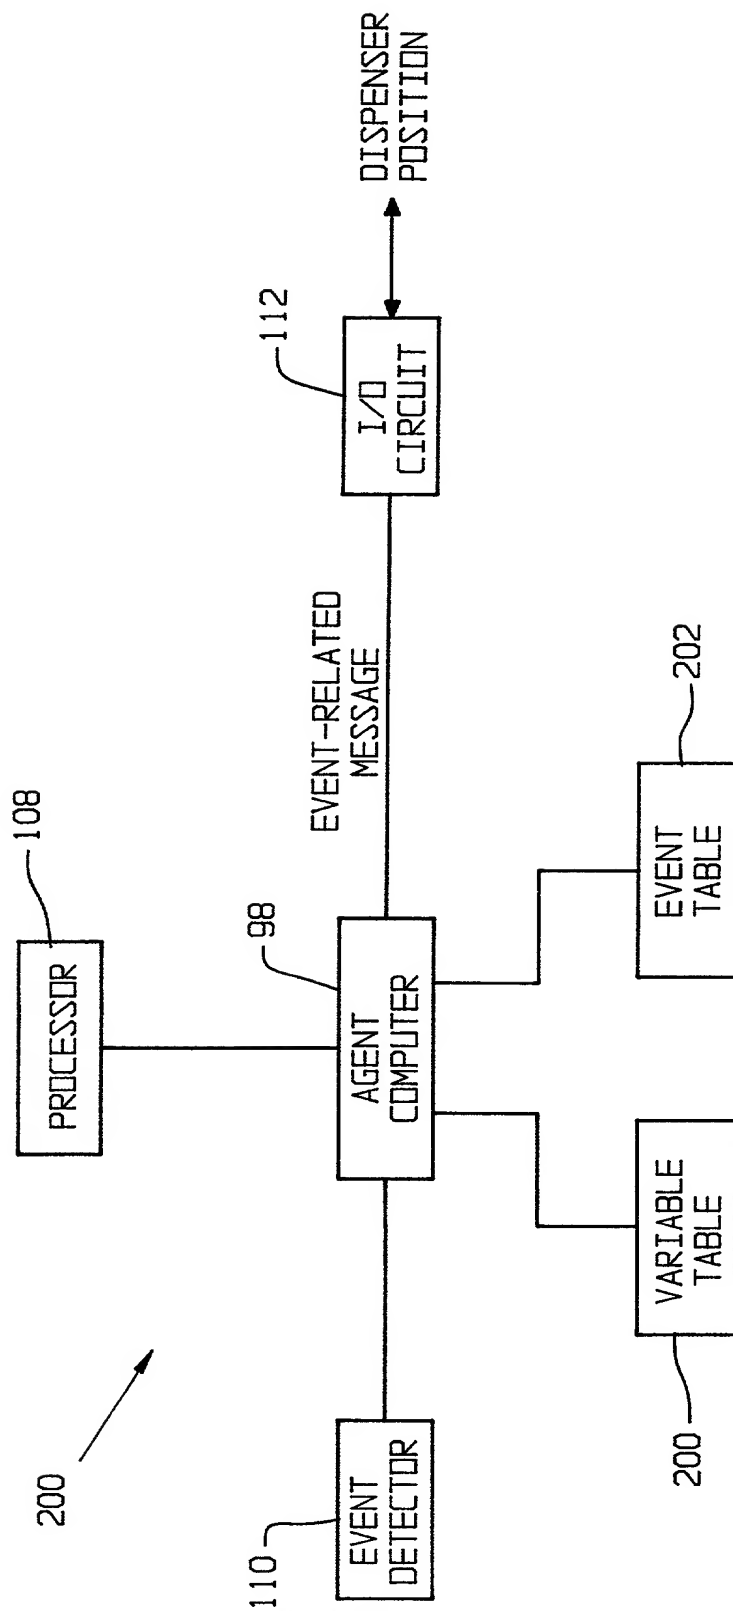 108
PROCESSOR
98
AGENT
COMPUTER
EVENT-RELATED
MESSAGE
112
I/O
CIRCUIT
DISPENSER
POSITION
200
110
EVENT
DETECTOR
VARIABLE
TABLE
200
EVENT
TABLE
202